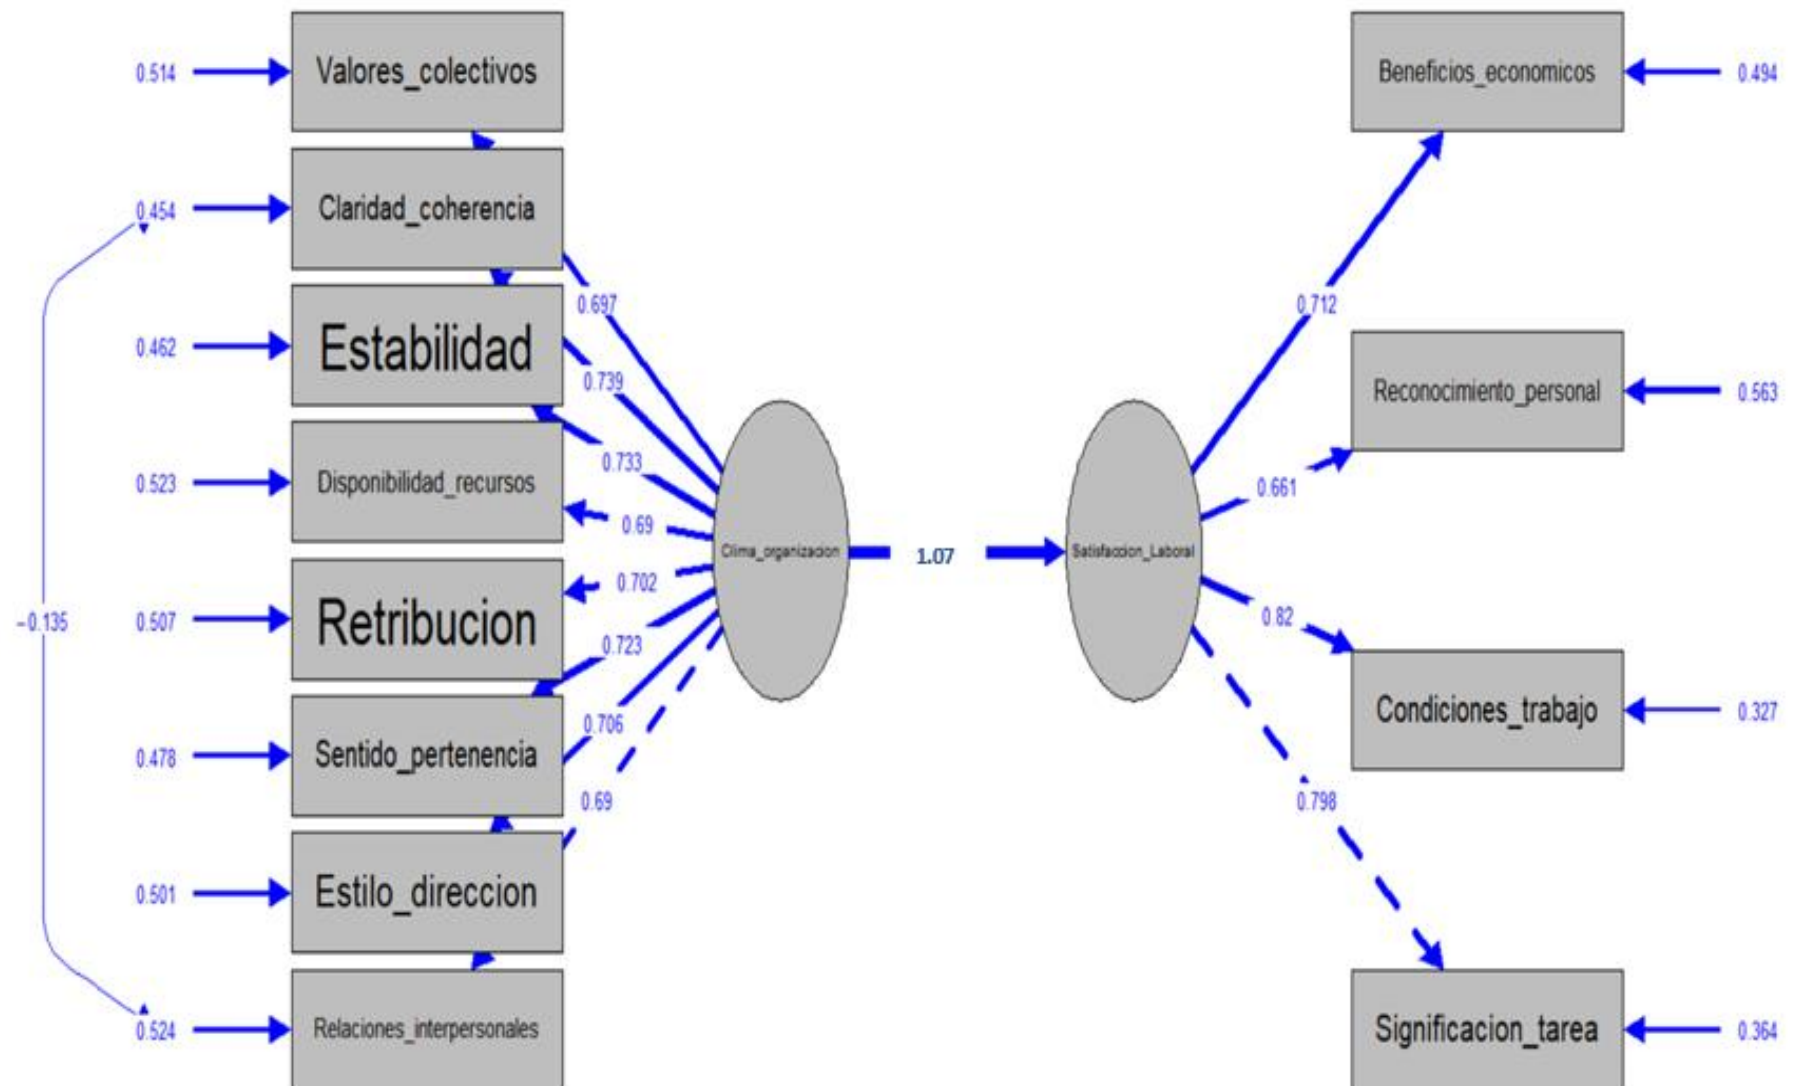 0.514
Valores_colectivos
Beneficios_economicos
0.494
0.454
Claridad_coherencia
0.697
0.712
0.462
Estabilidad
0.739
Reconocimiento_personal
0.563
0.733
0.661
0.523
Disponibilidad_recursos
0.69
Clima_organizacion
1.07
Satisfaccion_Laboral
0.702
-0.135
0.507
Retribucion
0.723
0.82
0.706
Condiciones_trabajo
0.327
0.478
Sentido_pertenencia
0.69
0.798
0.501
Estilo_direccion
0.524
Relaciones_interpersonales
Significacion_tarea
0.364